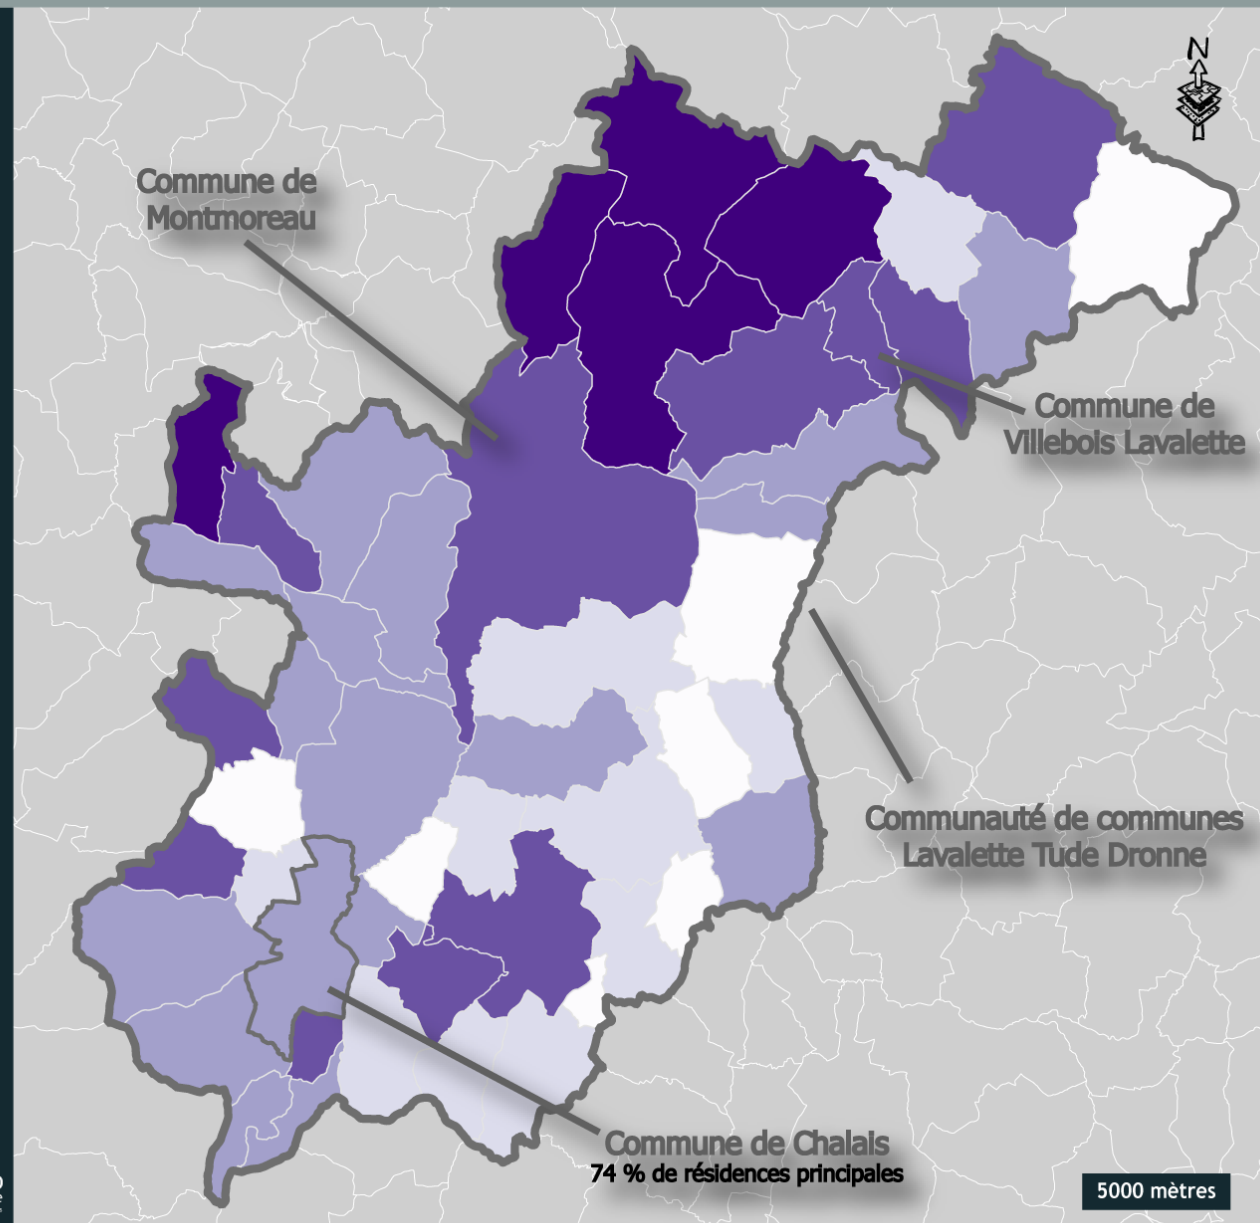 N
Commune de
Montmoreau
Commune de
Villebois Lavalette
Communauté de communes
Lavalette Tude Dronne
Commune de Chalais
74 % de résidences principales
5000 mètres